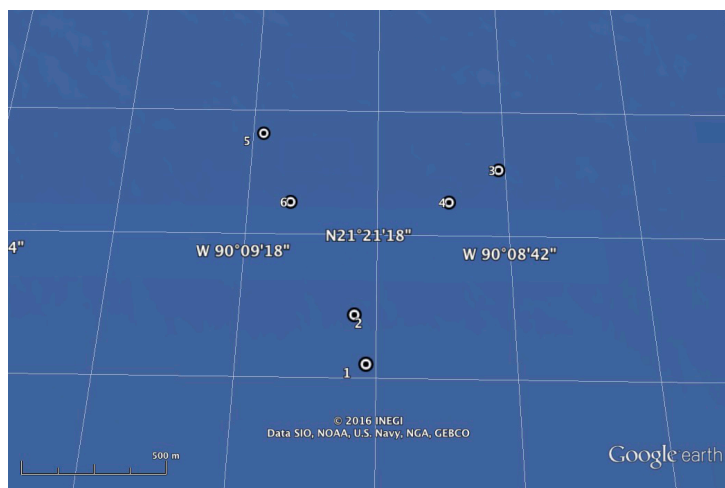 5
3
6
4
N21°21'18"
4"
W 90°09'18"
W 90°08'42"
2
1
© 2016 INEGI
Data SIO, NOAA, U.S. Navy, NGA, GEBCO
500 m
Google earth